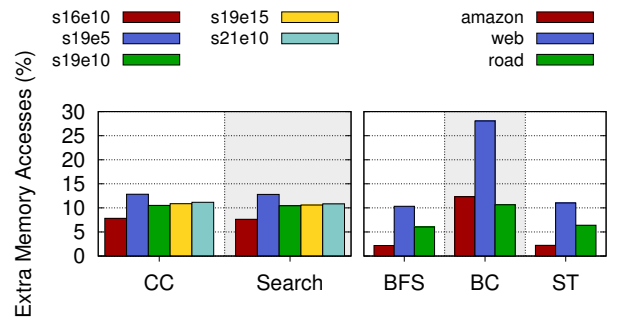 s16e10 s19e15 amazon
s19e5 s21e10 web
s19e10 road
Extra Memory Accesses (%)
30
25
20
15
10
5
0
CC Search BFS BC ST